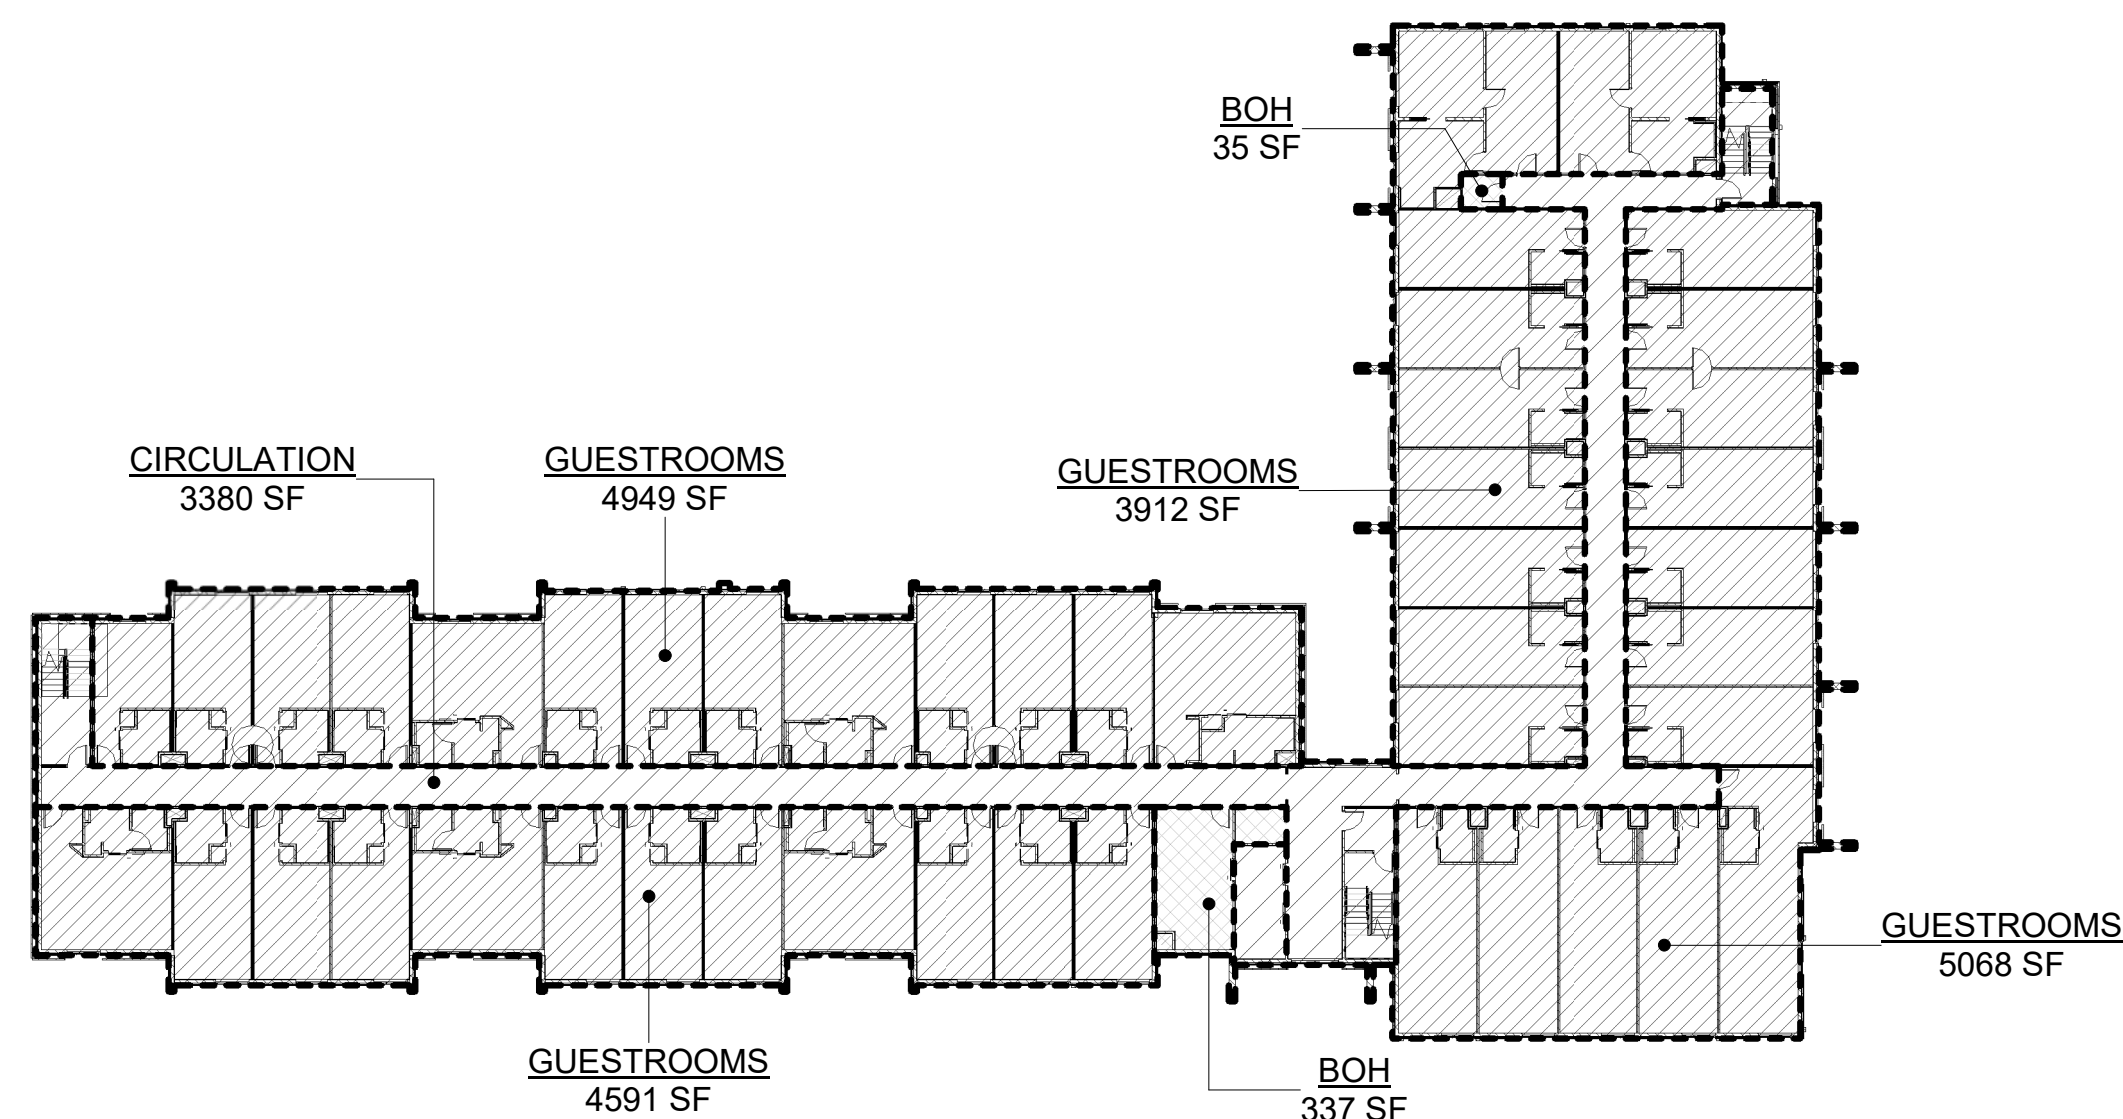 BOH
35 SF
CIRCULATION
3380 SF
GUESTROOMS
4949 SF
GUESTROOMS
3912 SF
GUESTROOMS
5068 SF
GUESTROOMS
4591 SF
BOH
337 SF